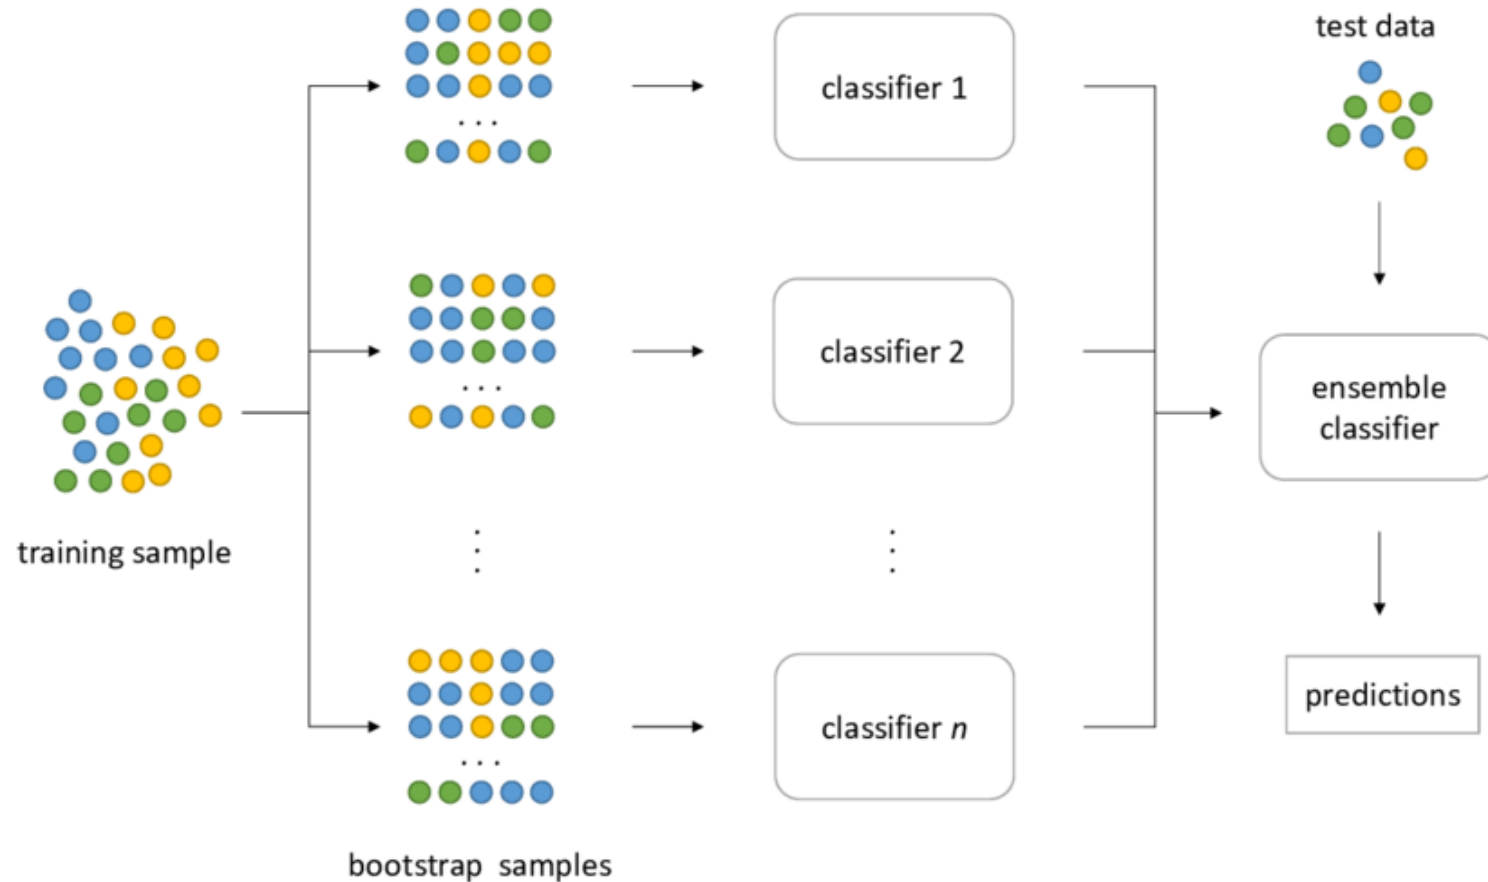 test data
classifier 1
. . .
classifier 2
. . .
ensemble
classifier
training sample
predictions
classifier n
. . .
bootstrap samples